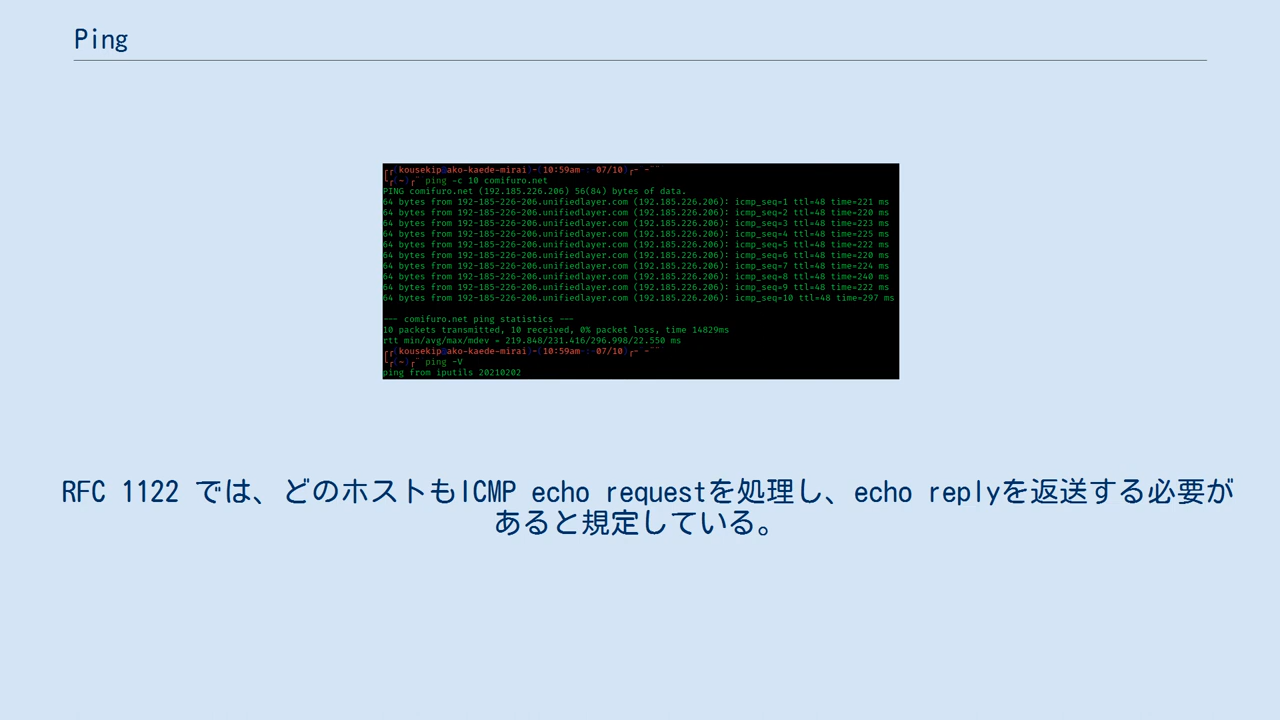 Ping
kousekip@ako-kaede-mirai)-(10:59am-:-07/10)
(~) ping -c 10 comifuro.net
PING comifuro.net (192.185.226.206) 56(84) bytes of data.
64 bytes from 192-185-226-206.unifiedlayer.com (192.185.226.206): icmp_seq=1 ttl=48 time=221 ms
64 bytes from 192-185-226-206.unifiedlayer.com (192.185.226.206): icmp_seq=2 ttl=48 time=220 ms
64 bytes from 192-185-226-206.unifiedlayer.com (192.185.226.206): icmp_seq=3 ttl=48 time=223 ms
64 bytes from 192-185-226-206.unifiedlayer.com (192.185.226.206): icmp_seq=4 ttl=48 time=225 ms
64 bytes from 192-185-226-206.unifiedlayer.com (192.185.226.206): icmp_seq=5 ttl=48 time=222 ms
64 bytes from 192-185-226-206.unifiedlayer.com (192.185.226.206): icmp_seq=6 ttl=48 time=220 ms
64 bytes from 192-185-226-206.unifiedlayer.com (192.185.226.206): icmp_seq=7 ttl=48 time=224 ms
64 bytes from 192-185-226-206.unifiedlayer.com (192.185.226.206): icmp_seq=8 ttl=48 time=240 ms
64 bytes from 192-185-226-206.unifiedlayer.com (192.185.226.206): icmp_seq=9 ttl=48 time=222 ms
64 bytes from 192-185-226-206.unifiedlayer.com (192.185.226.206): icmp_seq=10 ttl=48 time=297 ms
--- comifuro.net ping statistics ---
10 packets transmitted, 10 received, 0% packet loss, time 14829ms
rtt min/avg/max/mdev = 219.848/231.416/296.998/22.550 ms
kousekip@ako-kaede-mirai)-(10:59am-:-07/10)
(~) ping -V
ping from iputils 20210202
RFC 1122 では、どのホストもICMP echo requestを処理し、echo replyを返送する必要が
あると規定している。